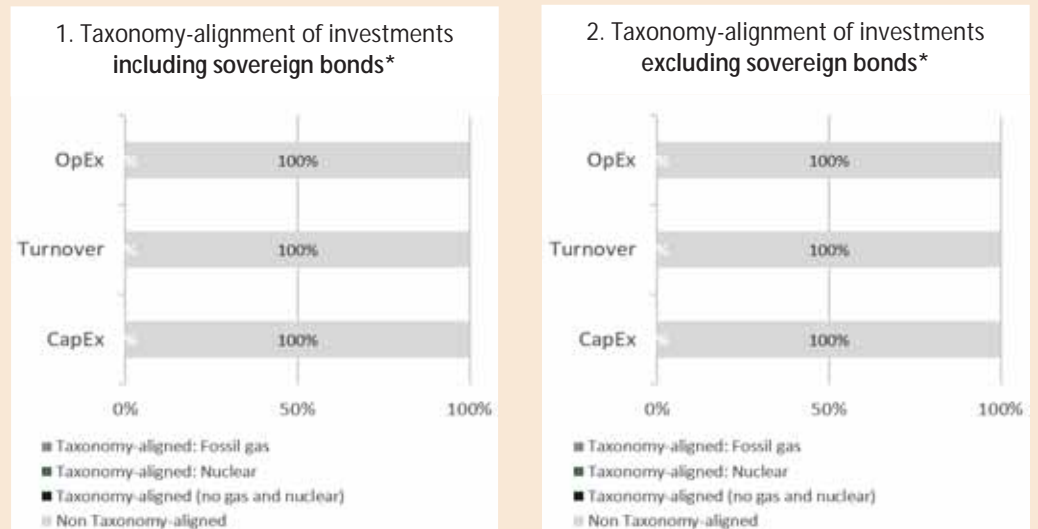 1. Taxonomy-alignment of investments
including sovereign bonds*
OpEx
100%
Turnover
100%
CapEx
100%
0%
50%
100%
Taxonomy-aligned: Fossil gas
Taxonomy-aligned: Nuclear
Taxonomy-aligned (no gas and nuclear)
Non Taxonomy-aligned
2. Taxonomy-alignment of investments
excluding sovereign bonds*
OpEx
100%
Turnover
100%
CapEx
100%
0%
50%
100%
Taxonomy-aligned: Fossil gas
Taxonomy-aligned: Nuclear
Taxonomy-aligned (no gas and nuclear)
Non Taxonomy-aligned